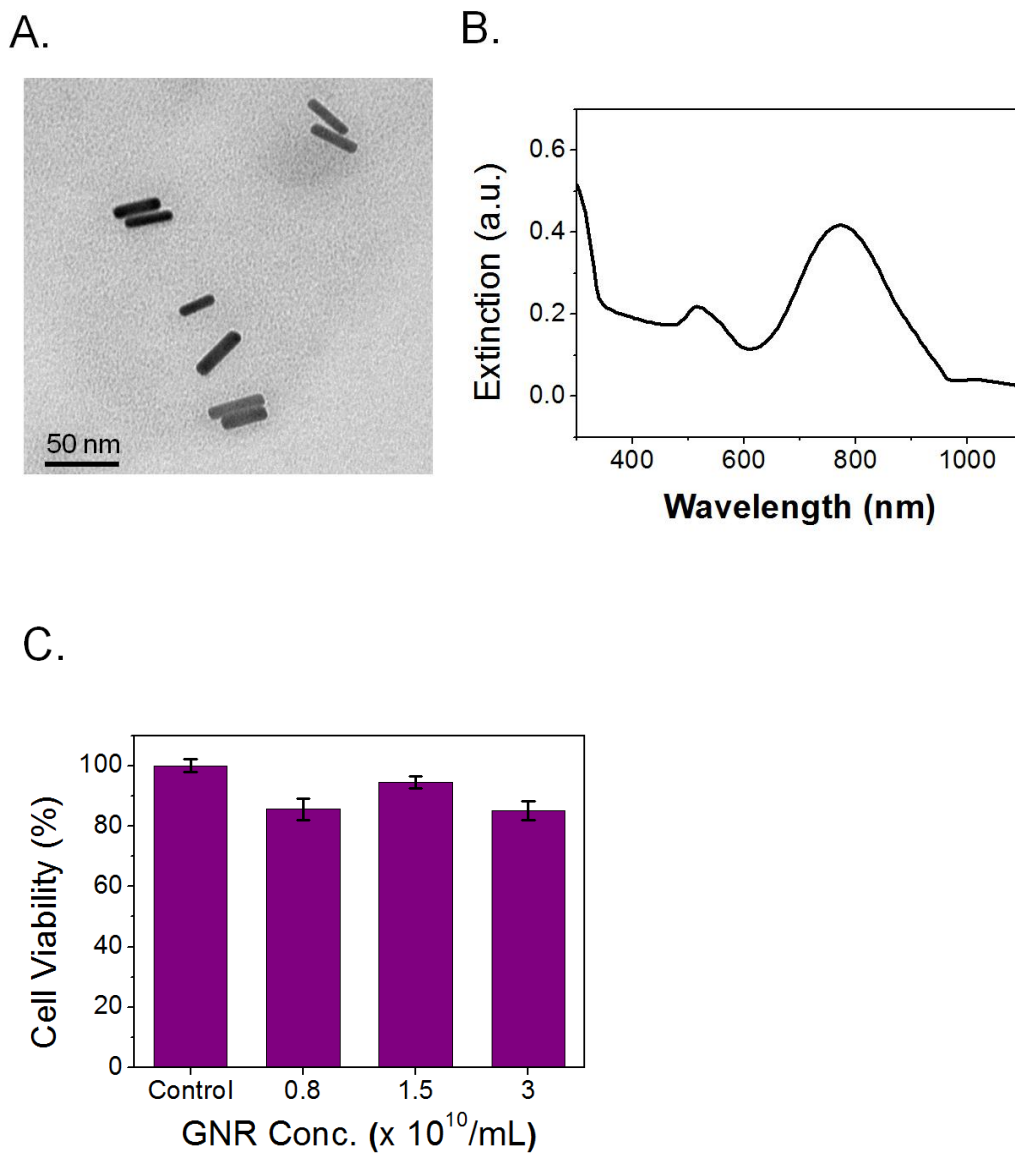 A.
50 nm
B.
Extinction (a.u.)
0.6
0.4
0.2
0.0
400 600 800 1000
Wavelength (nm)
C.
Cell Viability (%)
100
80
60
40
20
0
Control 0.8 1.5 3
GNR Conc. (x 10¹⁰/mL)